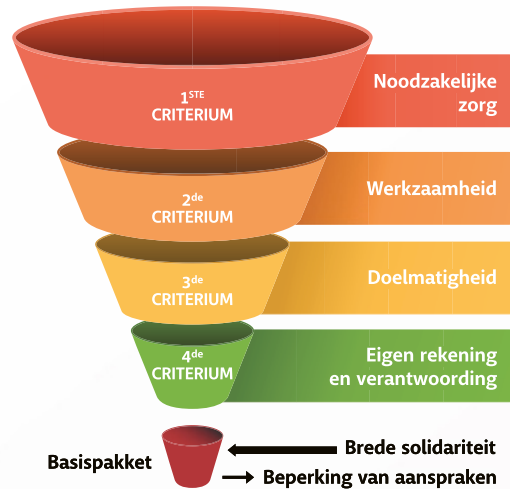 1STE
CRITERIUM
Noodzakelijke
zorg
2de
CRITERIUM
Werkzaamheid
3de
CRITERIUM
Doelmatigheid
4de
CRITERIUM
Eigen rekening
en verantwoording
Basispakket
Brede solidariteit
Beperking van aanspraken